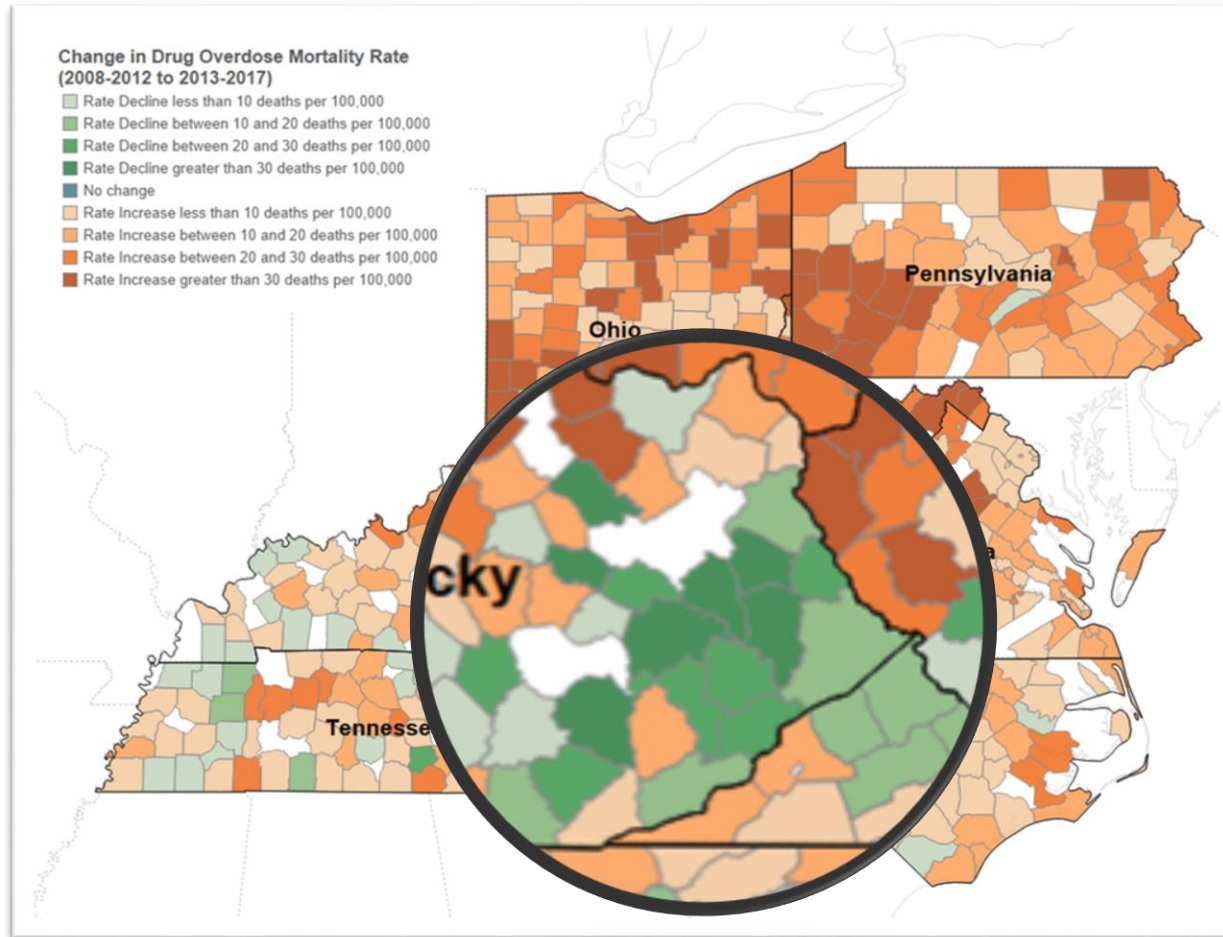 Change in Drug Overdose Mortality Rate
(2008-2012 to 2013-2017)
Rate Decline less than 10 deaths per 100,000
Rate Decline between 10 and 20 deaths per 100,000
Rate Decline between 20 and 30 deaths per 100,000
Rate Decline greater than 30 deaths per 100,000
No change
Rate Increase less than 10 deaths per 100,000
Rate Increase between 10 and 20 deaths per 100,000
Rate Increase between 20 and 30 deaths per 100,000
Rate Increase greater than 30 deaths per 100,000
Pennsylvania
Ohio
a
cky
Tennesse